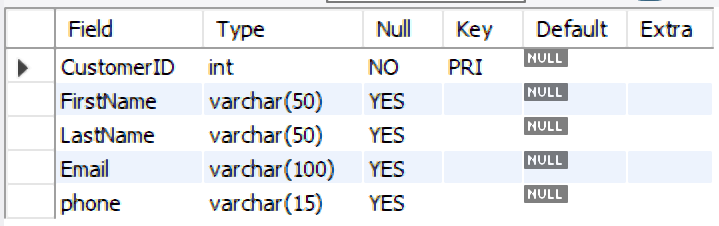 Field Type Null Key Default Extra
CustomerID int NO PRI NULL
FirstName varchar(50) YES NULL
LastName varchar(50) YES NULL
Email varchar(100) YES NULL
phone varchar(15) YES NULL